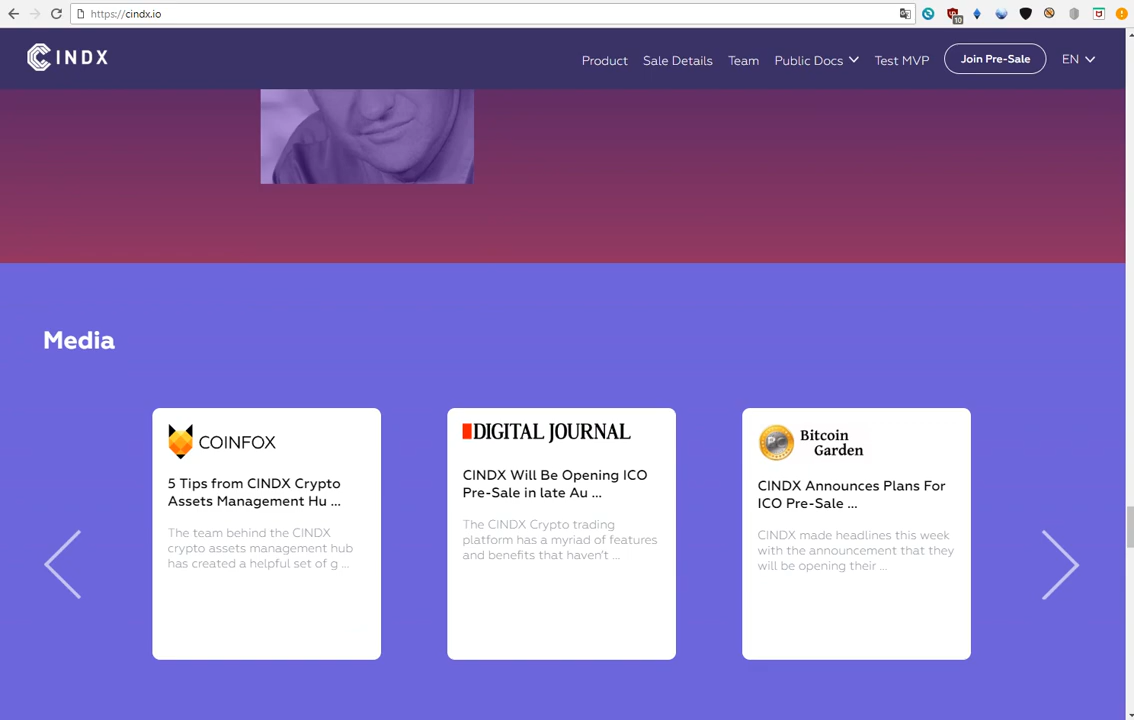 https://cindx.io
10
CINDX
Product Sale Details Team Public Docs Test MVP Join Pre-Sale EN
Media
COINFOX
5 Tips from CINDX Crypto
Assets Management Hu ...
The team behind the CINDX
crypto assets management hub
has created a helpful set of g ...
DIGITAL JOURNAL
CINDX Will Be Opening ICO
Pre-Sale in late Au ...
The CINDX Crypto trading
platform has a myriad of features
and benefits that haven't ...
Bitcoin
Garden
CINDX Announces Plans For
ICO Pre-Sale ...
CINDX made headlines this week
with the announcement that they
will be opening their ...